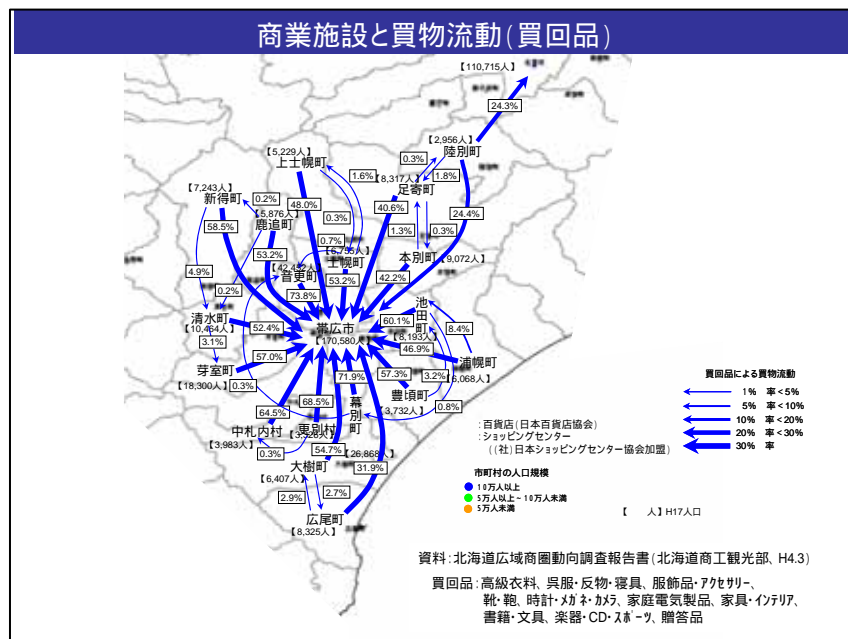 商業施設と買物流動(買回品)
【110,715人】
24.3%
【2,956人】
陸別町
0.3%
【5,229人】
上士幌町
1.6%
【8,317人】
1.8%
足寄町
【7,243人】
新得町
0.2%
【5,876人】
鹿追町
48.0%
0.3%
40.6%
24.4%
58.5%
1.3%
0.3%
0.7%
【6,755人】
士幌町
本別町
【9,072人】
53.2%
【42,452人】
音更町
53.2%
42.2%
4.9%
0.2%
73.8%
池田町
清水町
【10,464人】
52.4%
帯広市
【170,580人】
60.1%
【8,193人】
8.4%
3.1%
46.9%
浦幌町
【6,068人】
57.0%
芽室町
【18,300人】
0.3%
71.9%
57.3%
3.2%
豊頃町
【3,732人】
0.8%
68.5%
幕別町
64.5%
中札内村
【3,983人】
更別村
0.3%
54.7%
【26,868人】
大樹町
31.9%
【6,407人】
2.9%
2.7%
広尾町
【8,325人】
買回品による買物流動
1% 率<5%
5% 率<10%
10% 率<20%
20% 率<30%
30% 率
:百貨店(日本百貨店協会)
:ショッピングセンター
((社)日本ショッピングセンター協会加盟)
市町村の人口規模
10万人以上
5万人以上~10万人未満
5万人未満
【 人】H17人口
資料:北海道広域商圏動向調査報告書(北海道商工観光部、H4.3)
買回品:高級衣料、呉服・反物・寝具、服飾品・アクセサリー、
靴・鞄、時計・メガネ・カメラ、家庭電気製品、家具・インテリア、
書籍・文具、楽器・CD・スポーツ、贈答品